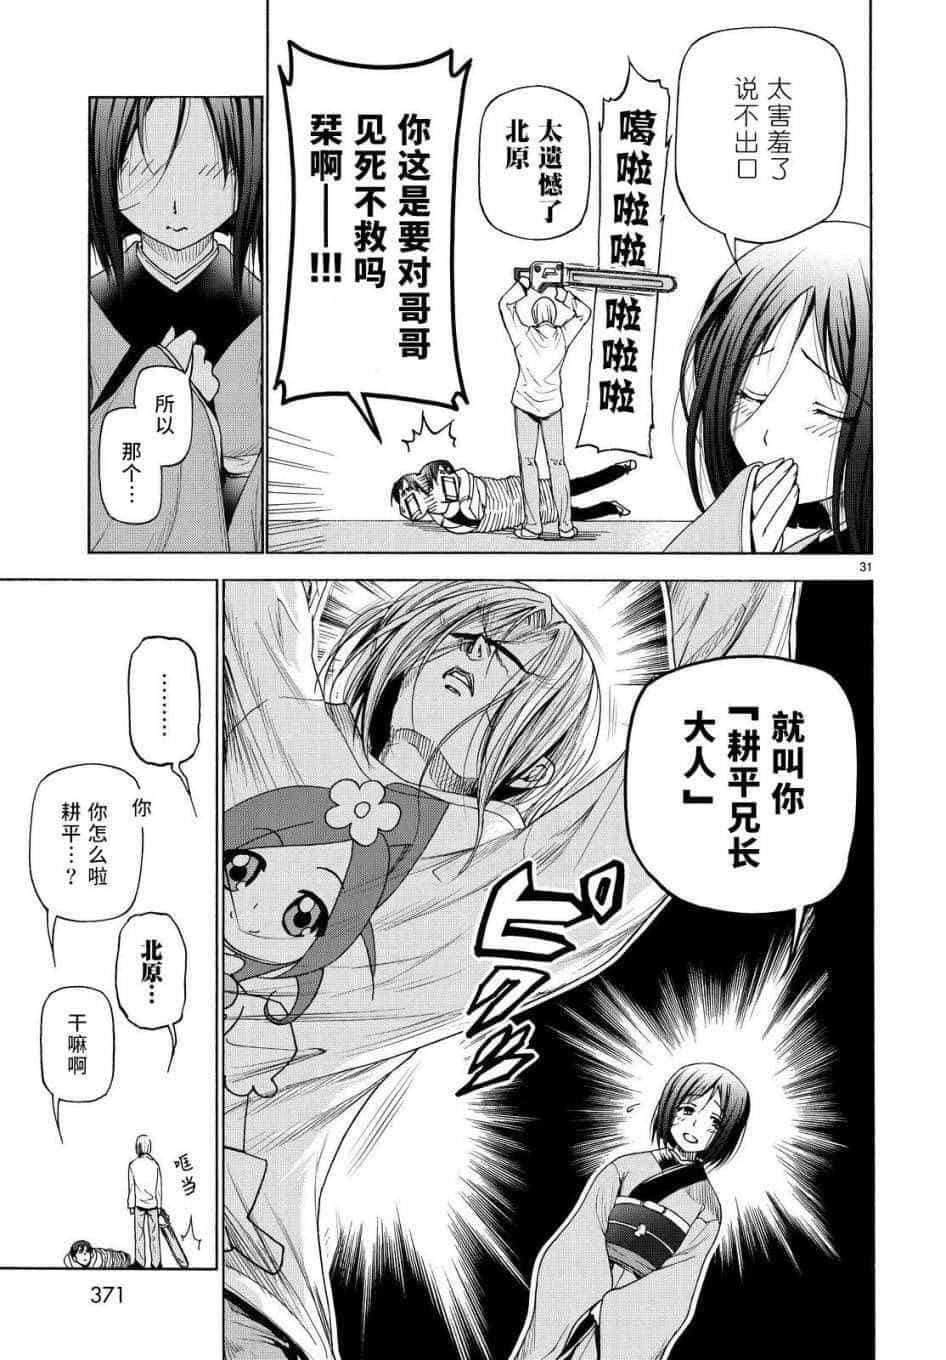 太害羞了
说不出口
噶啦啦啦啦啦啦
太遗憾了
北原
你这是要对哥哥
见死不救吗
栞啊——!!!
所以
那个…
31
就叫你
『耕平兄长
大人』
ピクッ
………
你
你怎么啦
耕平…?
北原…
干嘛啊
哐当
371